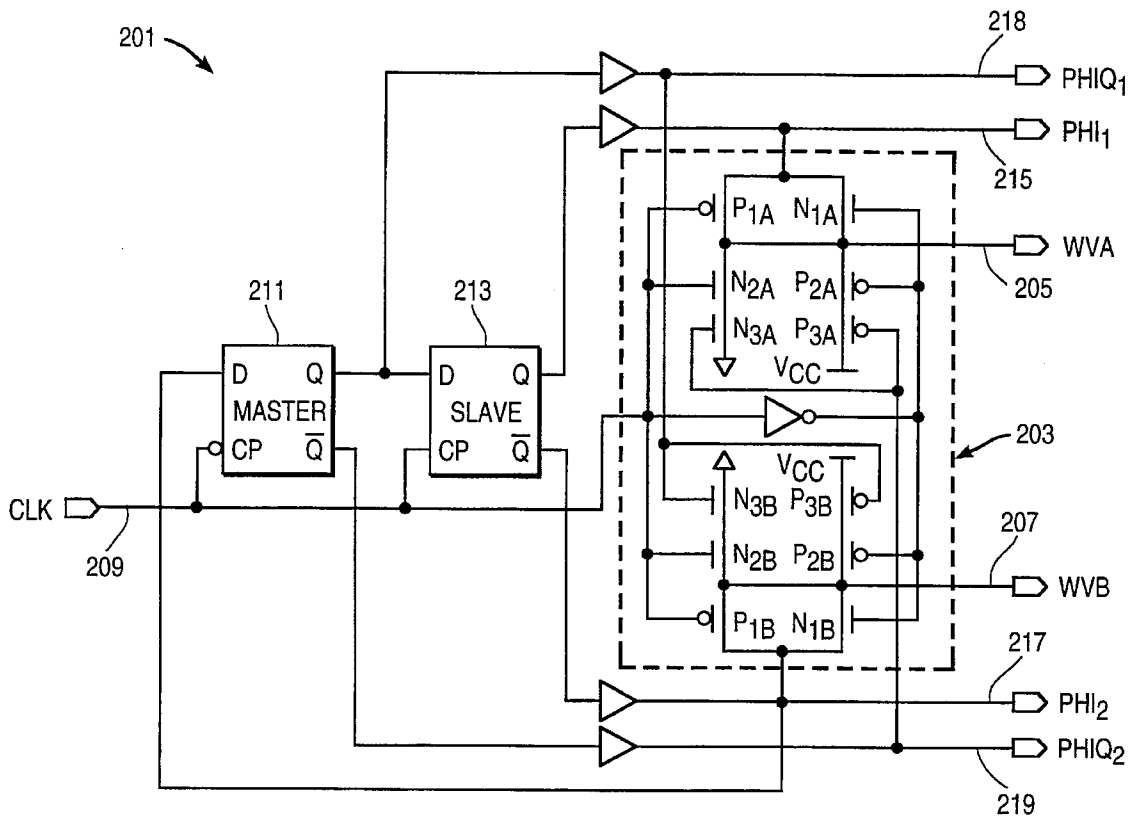 201
218
PHIQ1
PHI1
215
P1A N1A
WVA
205
N2A P2A
N3A P3A
VCC
211
213
D Q
MASTER
CP Q̅
D Q
SLAVE
CP Q̅
203
CLK
209
VCC
N3B P3B
N2B P2B
207
WVB
P1B N1B
217
PHI2
PHIQ2
219